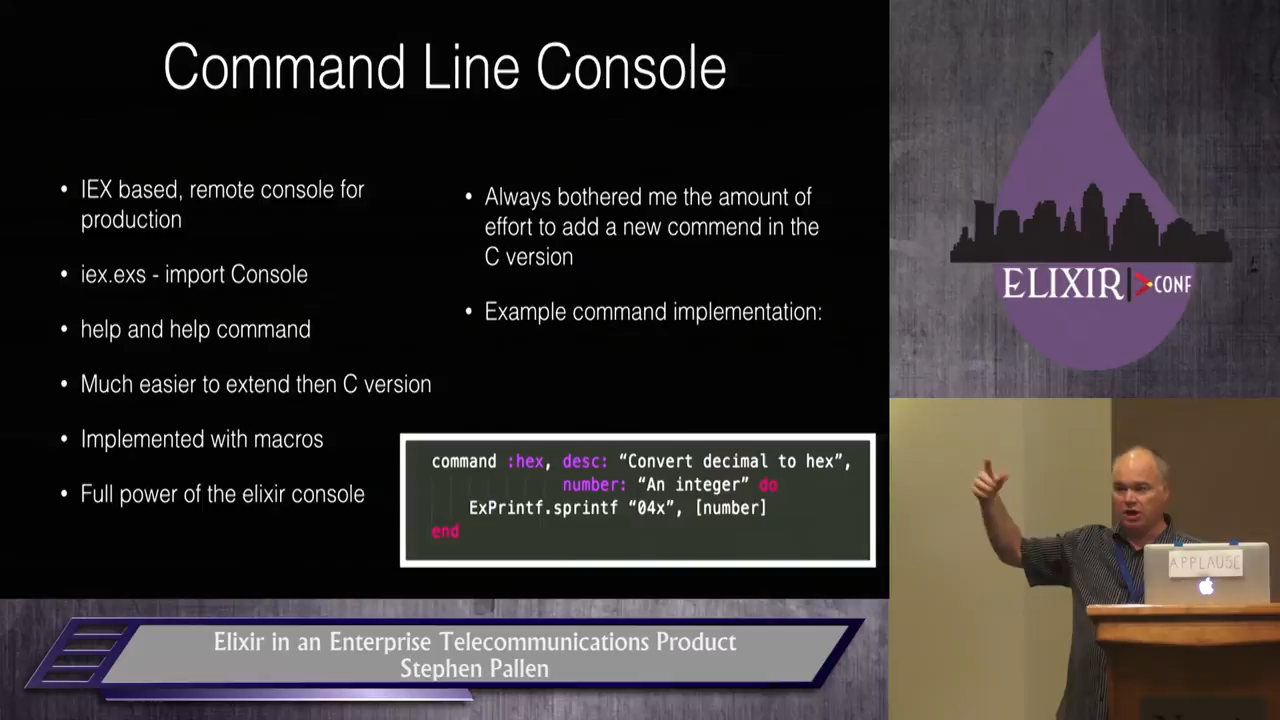 Command Line Console
• IEX based, remote console for
production
• iex.exs - import Console
• help and help command
• Much easier to extend then C version
• Implemented with macros
• Full power of the elixir console
• Always bothered me the amount of
effort to add a new commend in the
C version
• Example command implementation:
command :hex, desc: “Convert decimal to hex”,
number: “An integer” do
ExPrintf.sprintf “04x”, [number]
end
ELIXIR CONF
APPLAUSE
Elixir in an Enterprise Telecommunications Product
Stephen Pallen